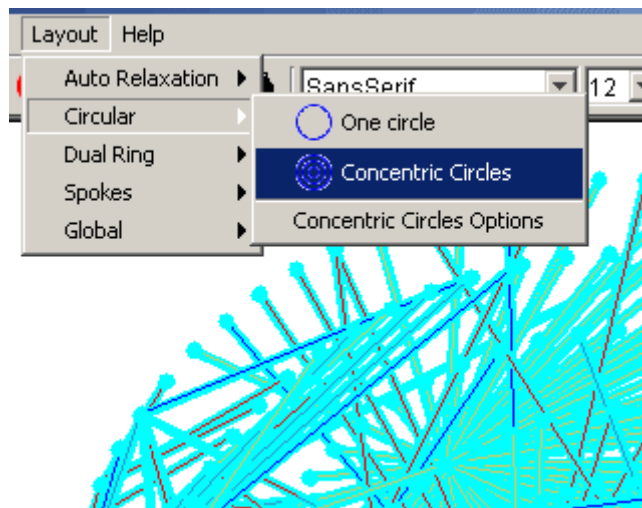 Layout Help
Auto Relaxation
SansSerif
12
Circular
One circle
Dual Ring
Concentric Circles
Spokes
Global
Concentric Circles Options